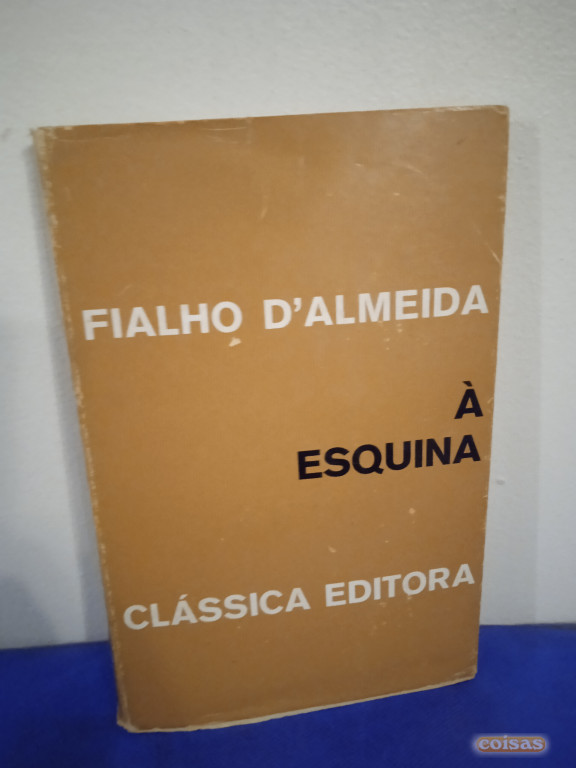 FIALHO D'ALMEIDA
À
ESQUINA
CLÁSSICA EDITORA
coisas